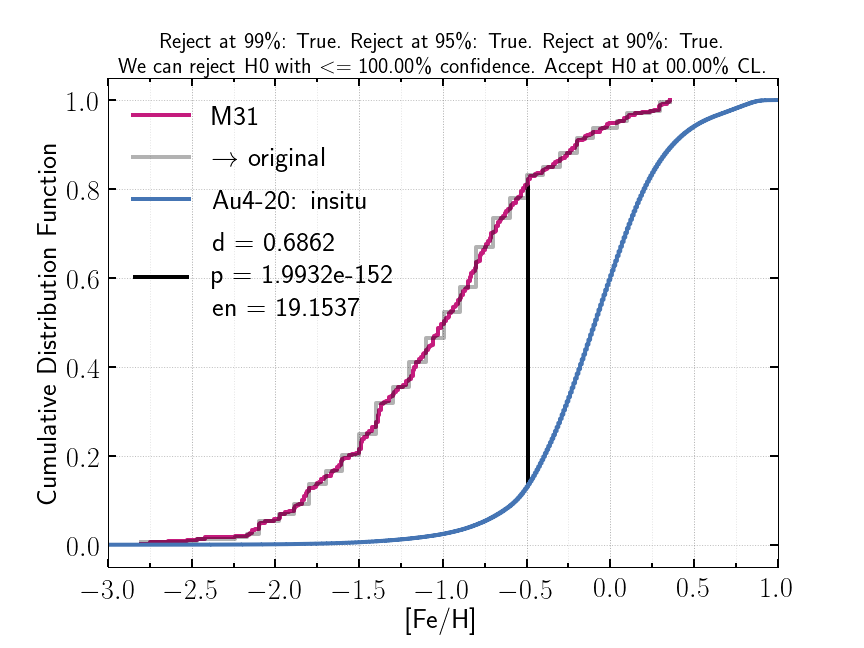 Reject at 99%: True. Reject at 95%: True. Reject at 90%: True.
We can reject H0 with <= 100.00% confidence. Accept H0 at 00.00% CL.
Cumulative Distribution Function
1.0
0.8
0.6
0.4
0.2
0.0
M31
→ original
Au4-20: insitu
d = 0.6862
p = 1.9932e-152
en = 19.1537
−3.0 −2.5 −2.0 −1.5 −1.0 −0.5 0.0 0.5 1.0
[Fe/H]